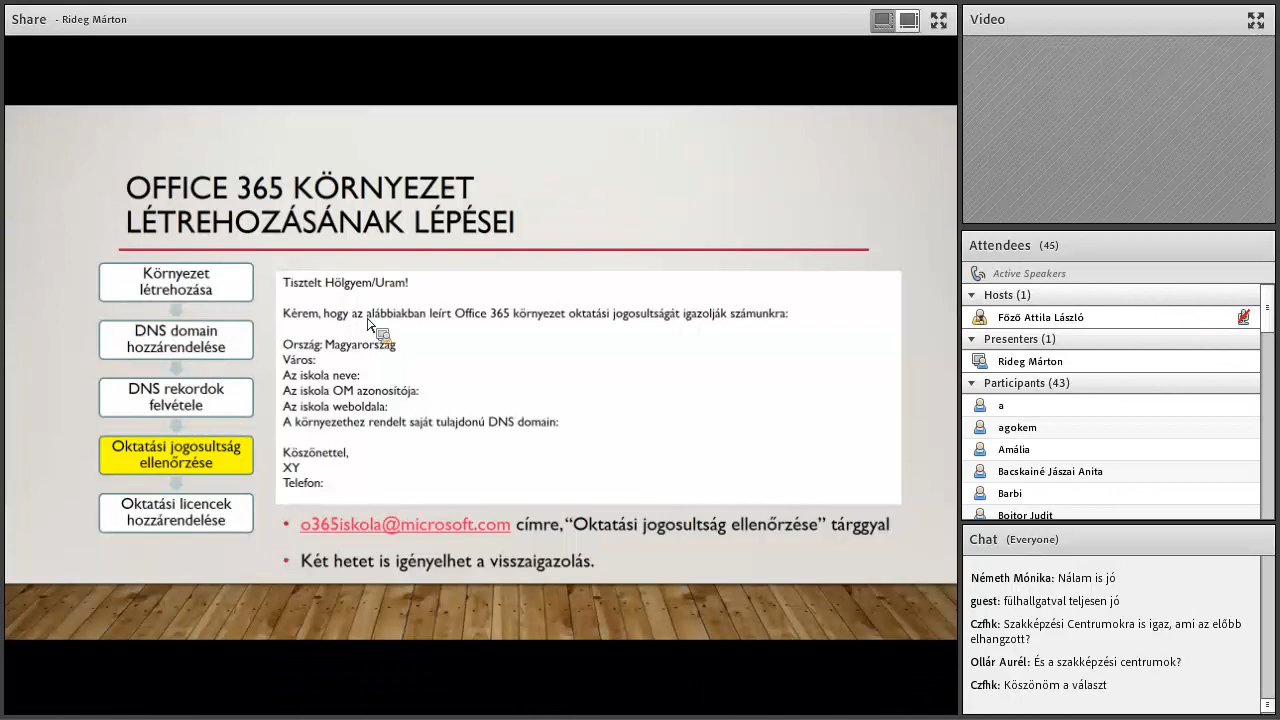 Share - Rideg Márton
OFFICE 365 KÖRNYEZET
LÉTREHOZÁSÁNAK LÉPÉSEI
Környezet
létrehozása
DNS domain
hozzárendelése
DNS rekordok
felvétele
Oktatási jogosultság
ellenőrzése
Oktatási licencek
hozzárendelése
Tisztelt Hölgyem/Uram!
Kérem, hogy az alábbiakban leírt Office 365 környezet oktatási jogosultságát igazolják számunkra:
Ország: Magyarország
Város:
Az iskola neve:
Az iskola OM azonosítója:
Az iskola weboldala:
A környezethez rendelt saját tulajdonú DNS domain:
Köszönettel,
XY
Telefon:
• o365iskola@microsoft.com címre, “Oktatási jogosultság ellenőrzése” tárggyal
• Két hetet is igényelhet a visszaigazolás.
Video
Attendees (45)
Active Speakers
Hosts (1)
Főző Attila László
Presenters (1)
Rideg Márton
Participants (43)
a
agokem
Amália
Bacskainé Jászai Anita
Barbi
Boitor Judit
Chat (Everyone)
Németh Mónika: Nálam is jó
guest: fülhallgatval teljesen jó
Czfhk: Szakképzési Centrumokra is igaz, ami az előbb
elhangzott?
Ollár Aurél: És a szakképzési centrumok?
Czfhk: Köszönöm a választ